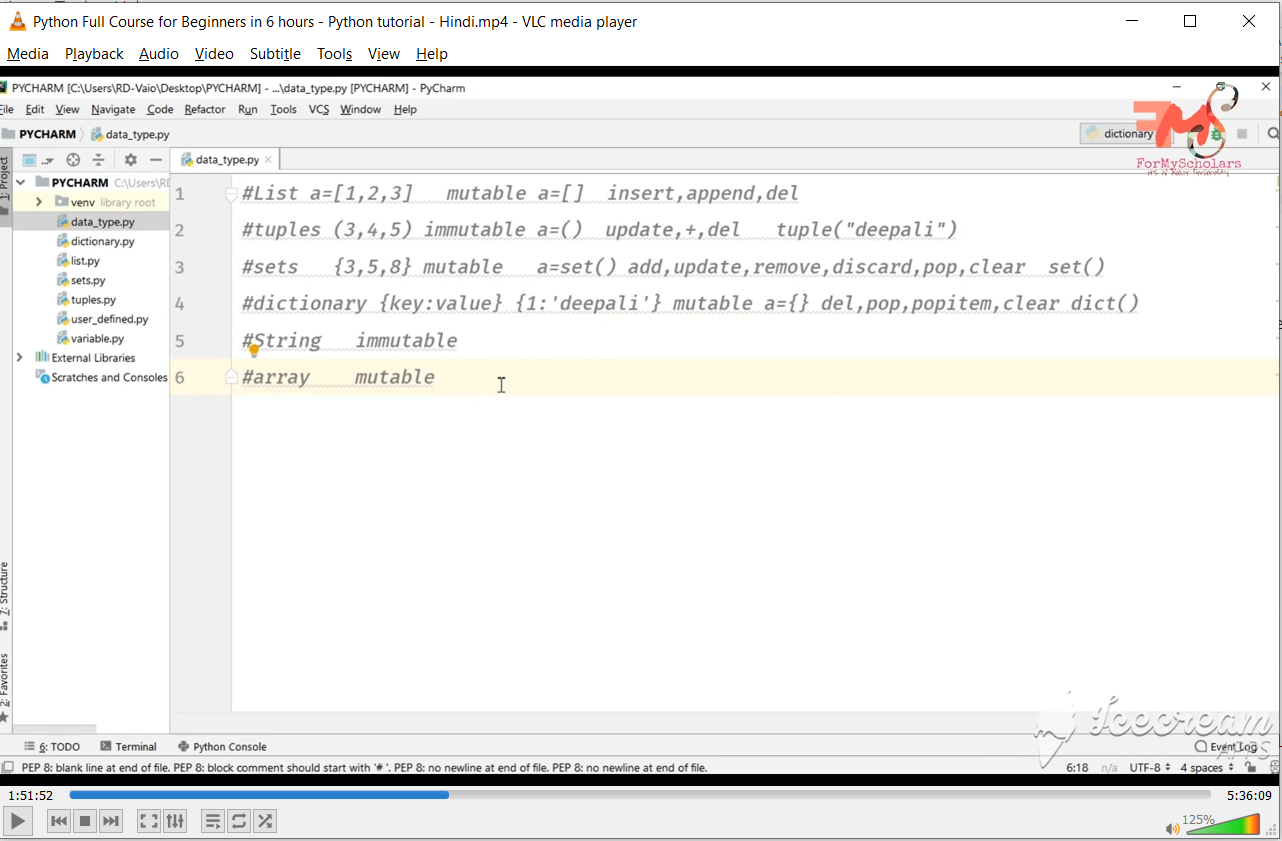 Python Full Course for Beginners in 6 hours - Python tutorial - Hindi.mp4 - VLC media player
Media Playback Audio Video Subtitle Tools View Help
PYCHARM [C:\Users\RD-Vaio\Desktop\PYCHARM] - ...\data_type.py [PYCHARM] - PyCharm
File Edit View Navigate Code Refactor Run Tools VCS Window Help
PYCHARM data_type.py dictionary
ForMyScholars
1: Project
data_type.py
PYCHARM C:\Users\RD
venv library root
data_type.py
dictionary.py
list.py
sets.py
tuples.py
user_defined.py
variable.py
External Libraries
Scratches and Consoles
1 #List a=[1,2,3] mutable a=[] insert,append,del
2 #tuples (3,4,5) immutable a=() update,+,del tuple("deepali")
3 #sets {3,5,8} mutable a=set() add,update,remove,discard,pop,clear set()
4 #dictionary {key:value} {1:'deepali'} mutable a={} del,pop,popitem,clear dict()
5 #String immutable
6 #array mutable
7: Structure
2: Favorites
Icecream
APPS
6: TODO Terminal Python Console Event Log
PEP 8: blank line at end of file. PEP 8: block comment should start with '# '. PEP 8: no newline at end of file. PEP 8: no newline at end of file. 6:18 n/a UTF-8 4 spaces
1:51:52 5:36:09
125%